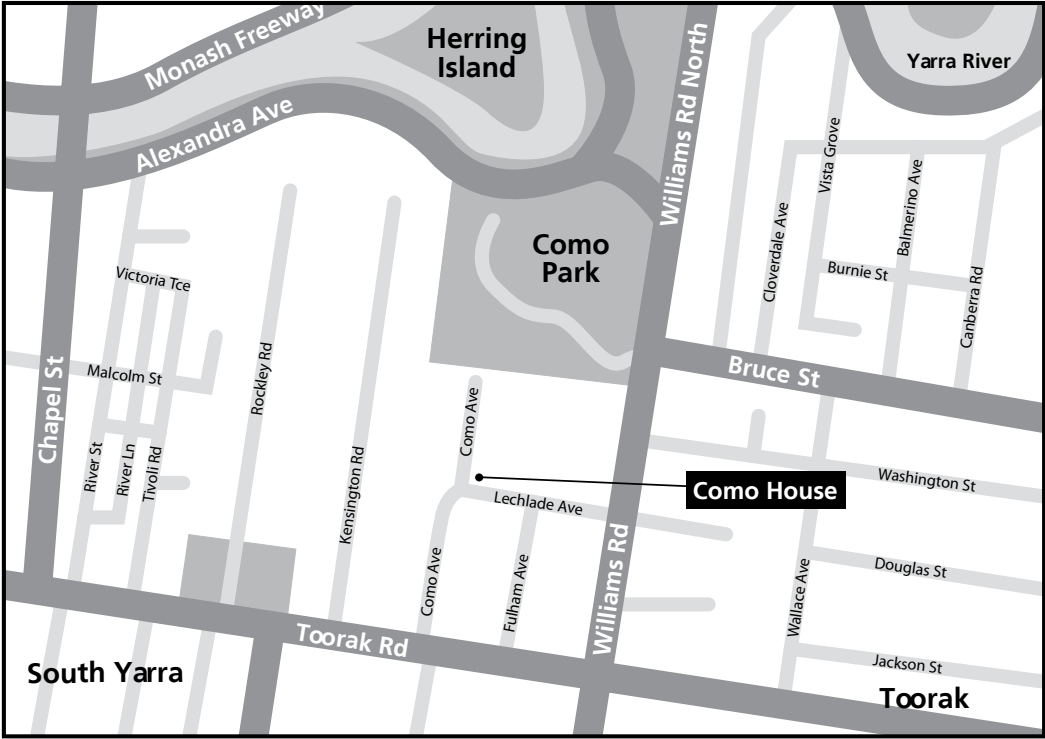 Monash Freeway
Herring
Island
Yarra River
Alexandra Ave
Williams Rd North
Vista Grove
Balmerino Ave
Cloverdale Ave
Como
Park
Burnie St
Canberra Rd
Victoria Tce
Chapel St
Malcolm St
Rockley Rd
Bruce St
Como Ave
River St
River Ln
Tivoli Rd
Kensington Rd
Como House
Washington St
Lechlade Ave
Como Ave
Fulham Ave
Williams Rd
Wallace Ave
Douglas St
Toorak Rd
Jackson St
South Yarra
Toorak